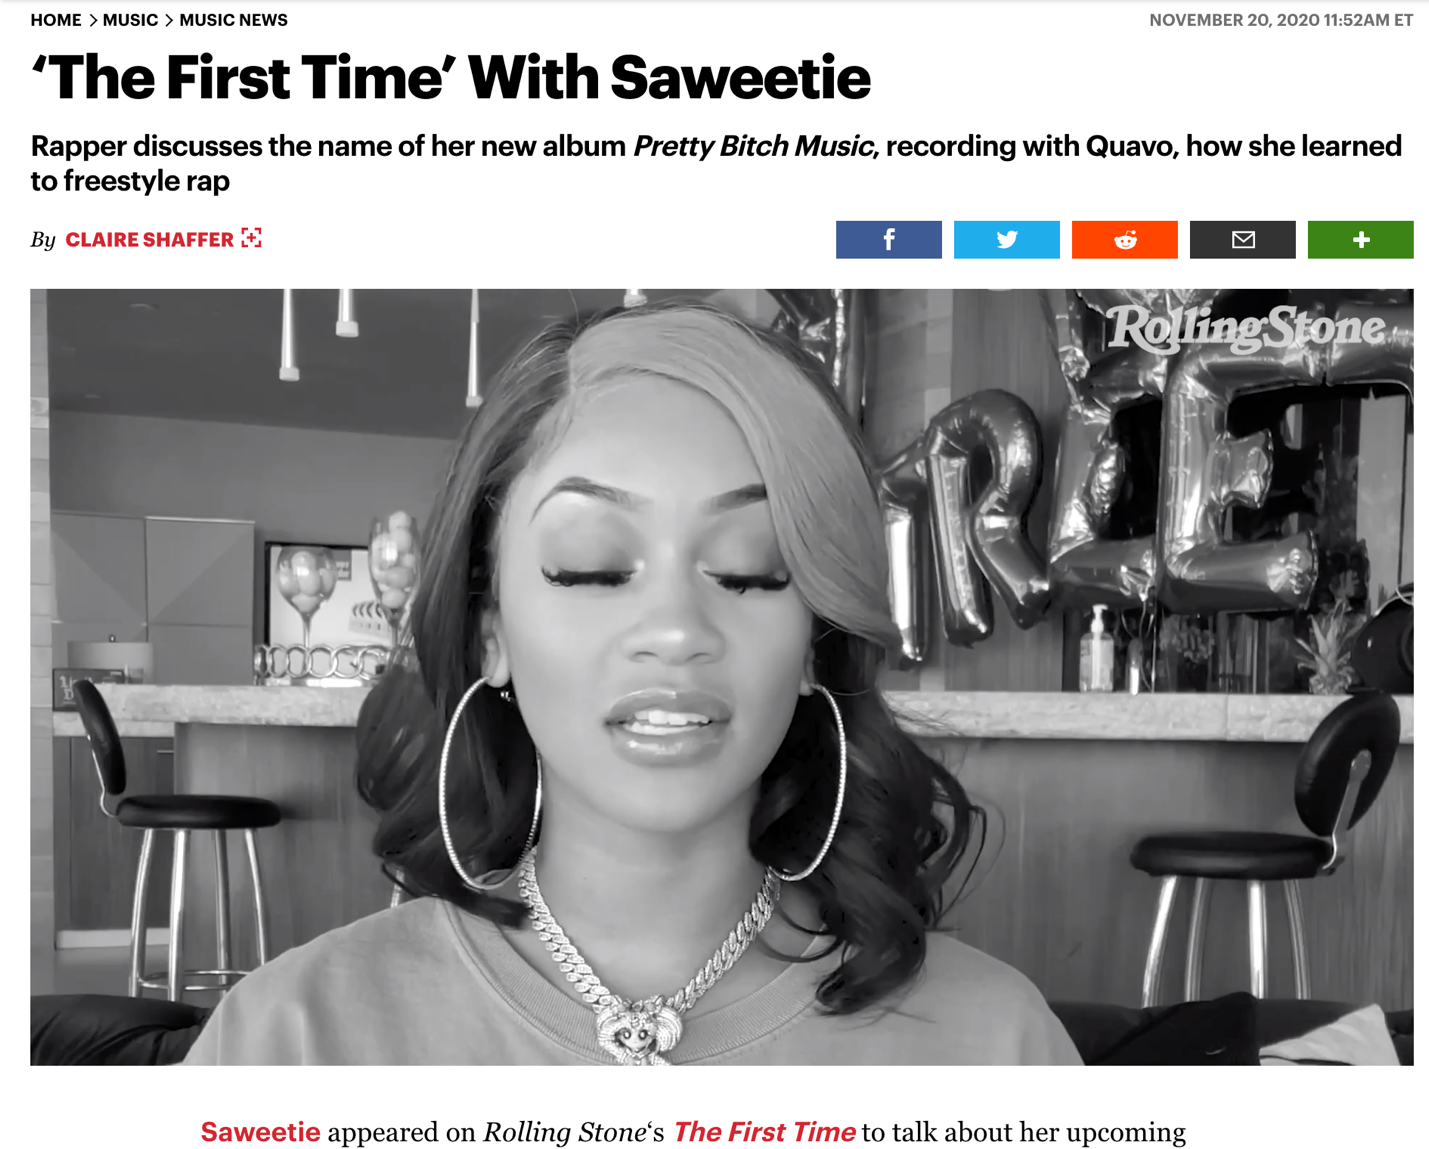 HOME > MUSIC > MUSIC NEWS
NOVEMBER 20, 2020 11:52AM ET
‘The First Time’ With Saweetie
Rapper discusses the name of her new album Pretty Bitch Music, recording with Quavo, how she learned
to freestyle rap
By CLAIRE SHAFFER
RollingStone
REE
Saweetie appeared on Rolling Stone‘s The First Time to talk about her upcoming